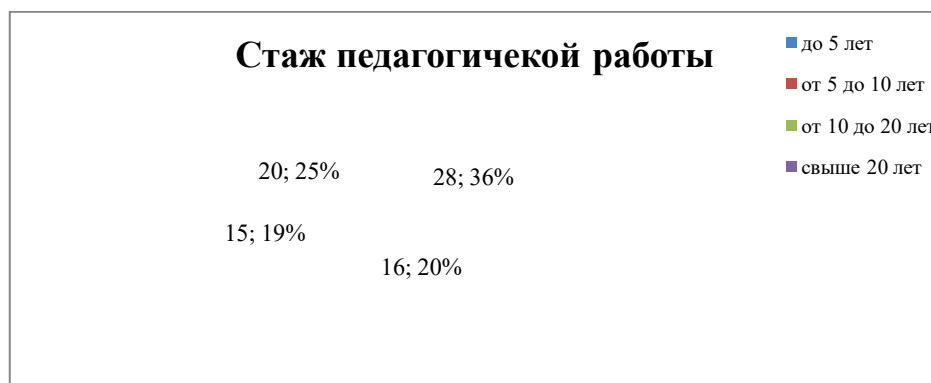 Стаж педагогичекой работы
до 5 лет
от 5 до 10 лет
от 10 до 20 лет
свыше 20 лет
20; 25%
28; 36%
15; 19%
16; 20%